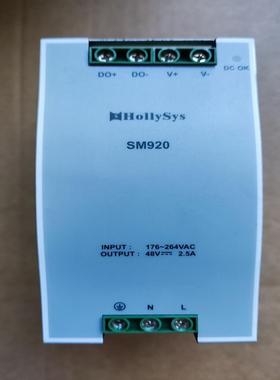 DO+ DO- V+ V-
DC OK
HollySys
SM920
INPUT : 176~264VAC
OUTPUT : 48V⎓ 2.5A
⏚ N L